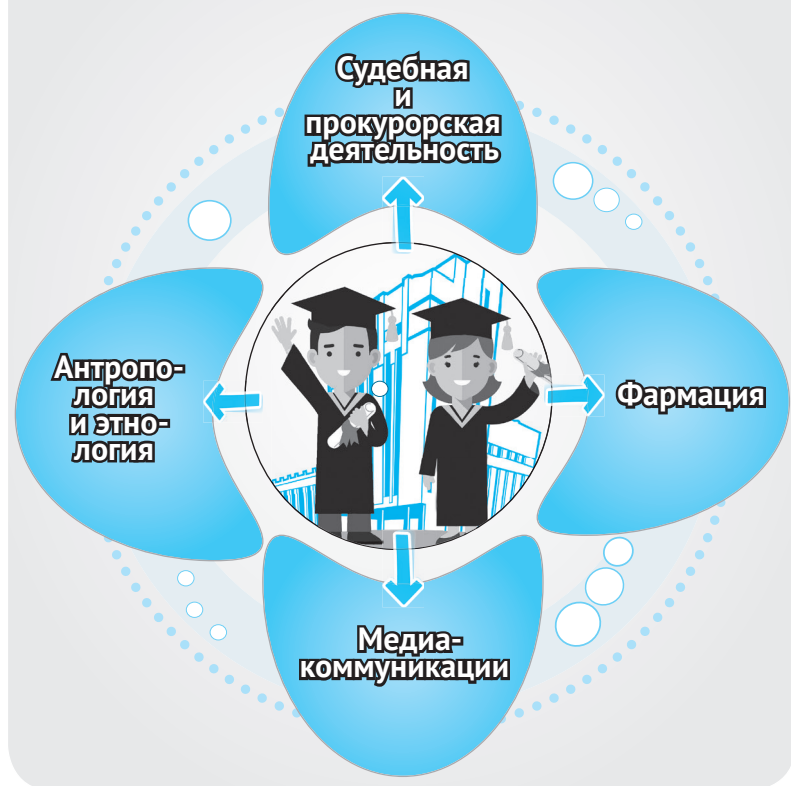 Судебная
и
прокурорская
деятельность
Антропо-
логия
и этно-
логия
Фармация
Медиа-
коммуникации